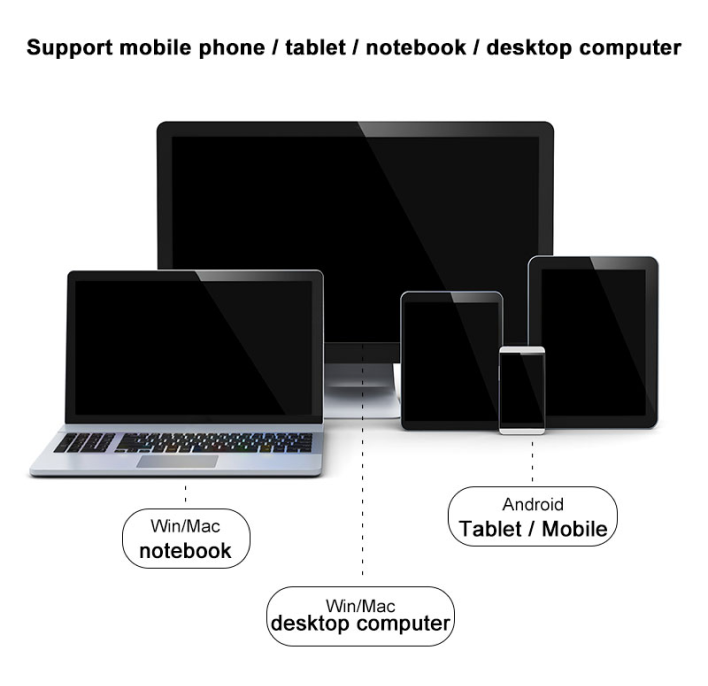 Support mobile phone / tablet / notebook / desktop computer
Win/Mac
notebook
Android
Tablet / Mobile
Win/Mac
desktop computer